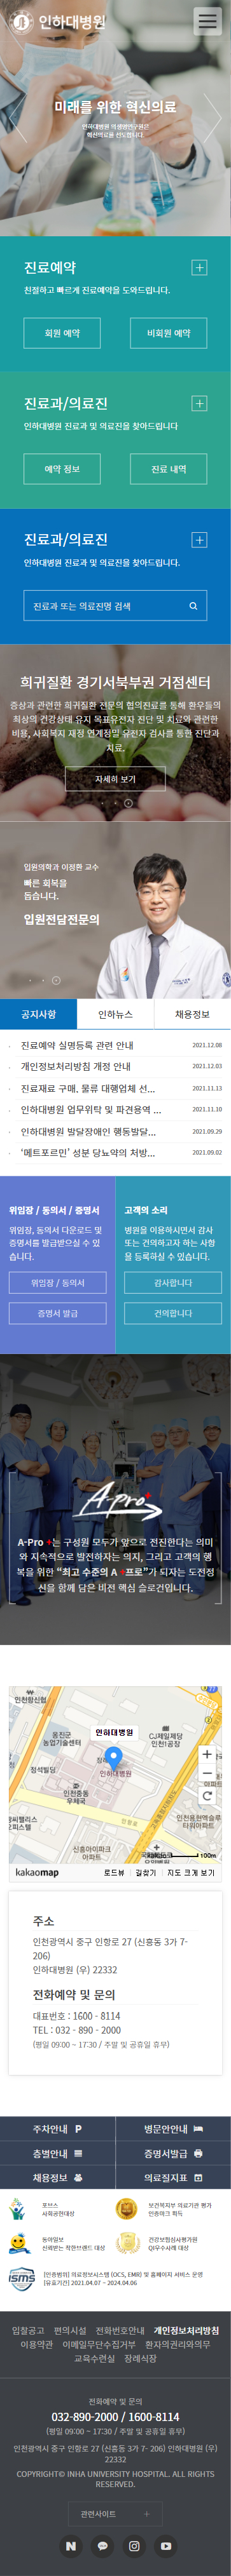 인하대병원
미래를 위한 혁신의료
인하대병원 의생명연구원은
혁신의료를 선도합니다.
진료예약
친절하고 빠르게 진료예약을 도와드립니다.
회원 예약
비회원 예약
진료과/의료진
인하대병원 진료과 및 의료진을 찾아드립니다
예약 정보
진료 내역
진료과/의료진
인하대병원 진료과 및 의료진을 찾아드립니다.
진료과 또는 의료진명 검색
희귀질환 경기서북부권 거점센터
증상과 관련한 희귀질환 전문의 협의진료를 통해 환우들의
최상의 건강상태 유지 목표유전자 진단 및 치료와 관련한
비용, 사회복지 재정 연계정밀 유전자 검사를 통한 진단과
치료.
자세히 보기
입원의학과 이정환 교수
빠른 회복을
돕습니다.
입원전담전문의
공지사항
인하뉴스
채용정보
진료예약 실명등록 관련 안내 2021.12.08
개인정보처리방침 개정 안내 2021.12.03
진료재료 구매, 물류 대행업체 선... 2021.11.13
인하대병원 업무위탁 및 파견용역 ... 2021.11.10
인하대병원 발달장애인 행동발달... 2021.09.29
'메트포르민' 성분 당뇨약의 처방... 2021.09.02
위임장 / 동의서 / 증명서
위임장, 동의서 다운로드 및
증명서를 발급받으실 수 있
습니다.
위임장 / 동의서
증명서 발급
고객의 소리
병원을 이용하시면서 감사
또는 건의하고자 하는 사항
을 등록하실 수 있습니다.
감사합니다
건의합니다
A-Pro
A-Pro +는 구성원 모두가 앞으로 전진한다는 의미
와 지속적으로 발전하자는 의지, 그리고 고객의 행
복을 위한 "최고 수준의 A +프로"가 되자는 도전정
신을 함께 담은 비전 핵심 슬로건입니다.
인천항신협
옹진군
농업기술센터
인하대병원
CJ제일제당
인천1공장
정석빌딩
인하대병원
인천중동
우체국
신흥아이파크
아파트
인천용현엑슬루
타워아파트
100m
kakaomap
로드뷰
길찾기
지도 크게 보기
주소
인천광역시 중구 인항로 27 (신흥동 3가 7-
206)
인하대병원 (우) 22332
전화예약 및 문의
대표번호 : 1600 - 8114
TEL : 032 - 890 - 2000
(평일 09:00 ~ 17:30 / 주말 및 공휴일 휴무)
주차안내 P
병문안안내
층별안내
증명서발급
채용정보
의료질지표
포브스
사회공헌대상
보건복지부 의료기관 평가
인증마크 획득
동아일보
신뢰받는 착한브랜드 대상
건강보험심사평가원
QI우수사례 대상
ISMS
[인증범위] 의료정보시스템 (OCS, EMR) 및 홈페이지 서비스 운영
[유효기간] 2021.04.07 ~ 2024.04.06
입찰공고 편의시설 전화번호안내 개인정보처리방침
이용약관 이메일무단수집거부 환자의권리와의무
교육수련실 장례식장
전화예약 및 문의
032-890-2000 / 1600-8114
(평일 09:00 ~ 17:30 / 주말 및 공휴일 휴무)
인천광역시 중구 인항로 27 (신흥동 3가 7- 206) 인하대병원 (우)
22332
COPYRIGHT© INHA UNIVERSITY HOSPITAL. ALL RIGHTS
RESERVED.
관련사이트